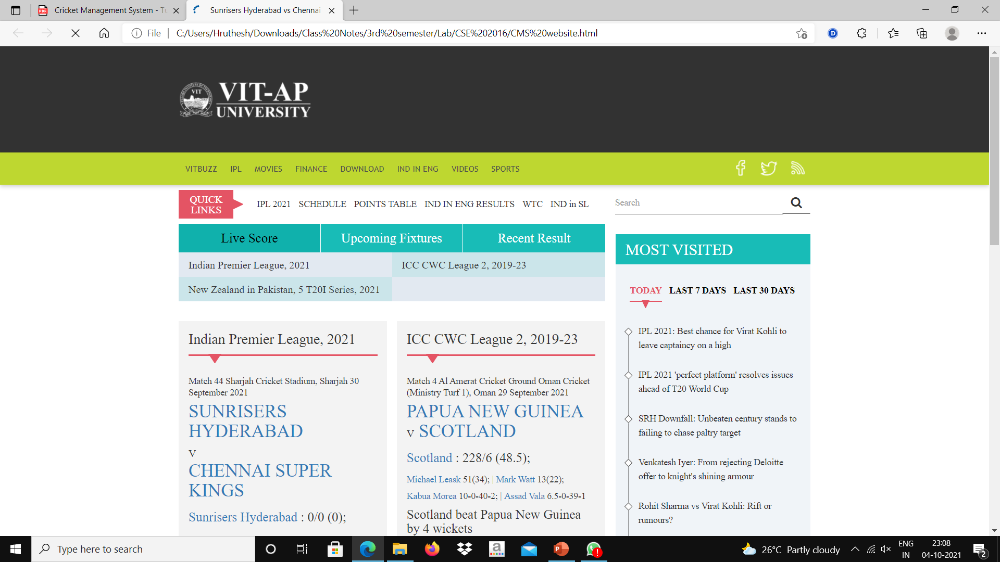 Cricket Management System - Tu
Sunrisers Hyderabad vs Chennai
File
C:/Users/Hruthesh/Downloads/Class%20Notes/3rd%20semester/Lab/CSE%202016/CMS%20website.html
VIT
VIT-AP
UNIVERSITY
VITBUZZ IPL MOVIES FINANCE DOWNLOAD IND IN ENG VIDEOS SPORTS
QUICK
LINKS
IPL 2021 SCHEDULE POINTS TABLE IND IN ENG RESULTS WTC IND in SL
Search
Live Score Upcoming Fixtures Recent Result
Indian Premier League, 2021
ICC CWC League 2, 2019-23
New Zealand in Pakistan, 5 T20I Series, 2021
Indian Premier League, 2021
Match 44 Sharjah Cricket Stadium, Sharjah 30
September 2021
SUNRISERS
HYDERABAD
V
CHENNAI SUPER
KINGS
Sunrisers Hyderabad : 0/0 (0);
ICC CWC League 2, 2019-23
Match 4 Al Amerat Cricket Ground Oman Cricket
(Ministry Turf 1), Oman 29 September 2021
PAPUA NEW GUINEA
V SCOTLAND
Scotland : 228/6 (48.5);
Michael Leask 51(34); | Mark Watt 13(22);
Kabua Morea 10-0-40-2; | Assad Vala 6.5-0-39-1
Scotland beat Papua New Guinea
by 4 wickets
MOST VISITED
TODAY LAST 7 DAYS LAST 30 DAYS
IPL 2021: Best chance for Virat Kohli to
leave captaincy on a high
IPL 2021 'perfect platform' resolves issues
ahead of T20 World Cup
SRH Downfall: Unbeaten century stands to
failing to chase paltry target
Venkatesh Iyer: From rejecting Deloitte
offer to knight's shining armour
Rohit Sharma vs Virat Kohli: Rift or
rumours?
Type here to search
26°C Partly cloudy
ENG
IN
23:08
04-10-2021
2